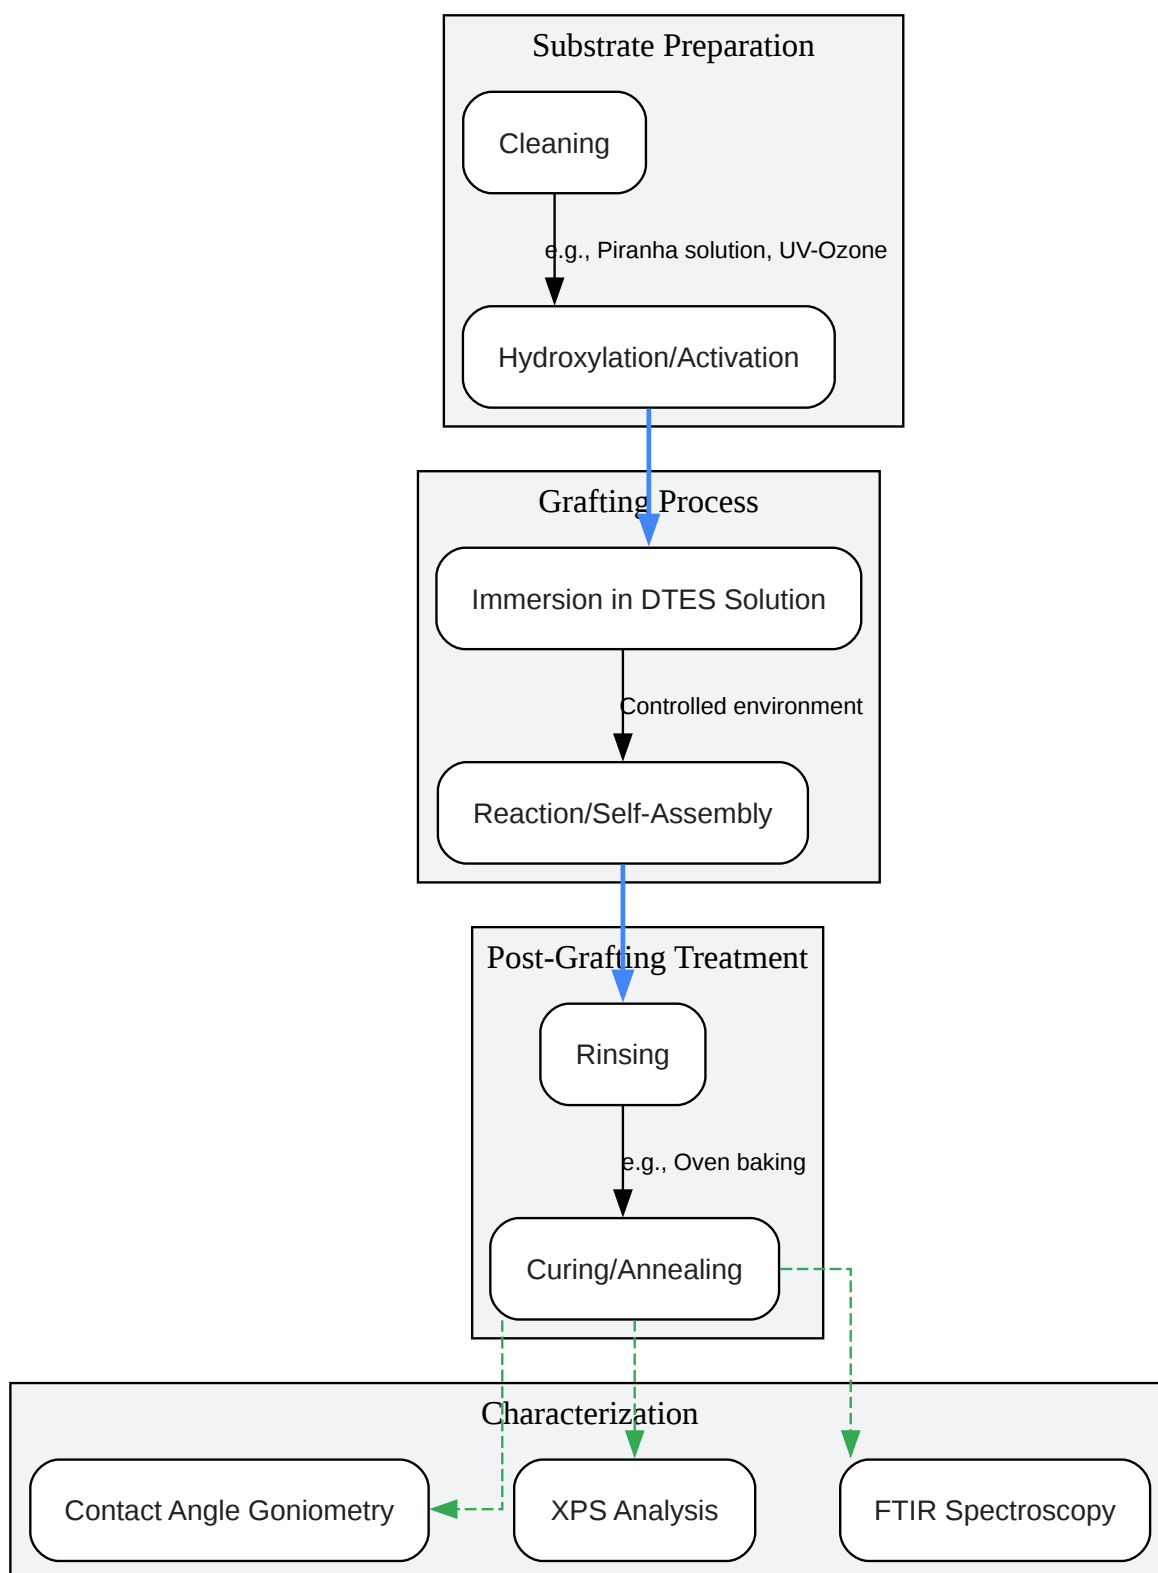 Substrate Preparation
Cleaning
e.g., Piranha solution, UV-Ozone
Hydroxylation/Activation
Grafting Process
Immersion in DTES Solution
Controlled environment
Reaction/Self-Assembly
Post-Grafting Treatment
Rinsing
e.g., Oven baking
Curing/Annealing
Characterization
Contact Angle Goniometry
XPS Analysis
FTIR Spectroscopy